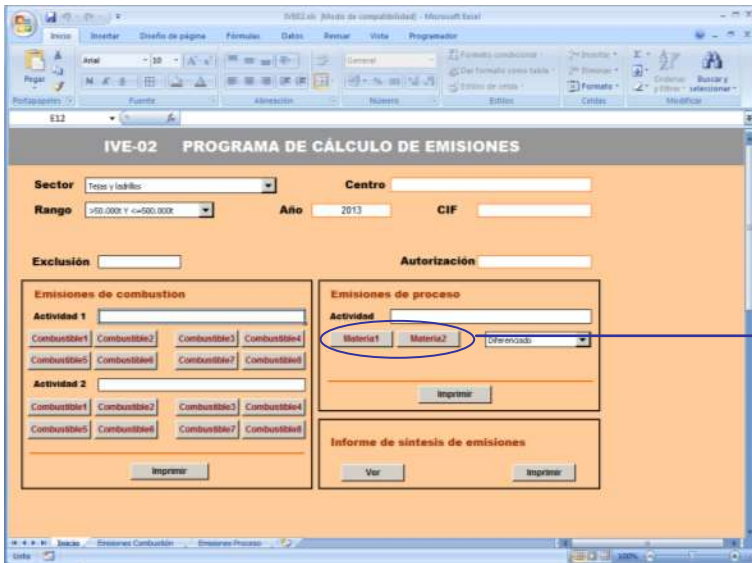 IVE02.xls [Modo de compatibilidad] - Microsoft Excel
Inicio Insertar Diseño de página Fórmulas Datos Revisar Vista Programador
Pegar
Arial 10
N K S
General
Formato condicional
Dar formato como tabla
Estilos de celda
Insertar
Eliminar
Formato
Ordenar y filtrar
Buscar y seleccionar
Portapapeles Fuente Alineación Número Estilos Celdas Modificar
E12 fx
IVE-02 PROGRAMA DE CÁLCULO DE EMISIONES
Sector Tejas y ladrillos Centro
Rango >50.000t Y <=500.000t Año 2013 CIF
Exclusión Autorización
Emisiones de combustión
Actividad 1
Combustible1 Combustible2 Combustible3 Combustible4
Combustible5 Combustible6 Combustible7 Combustible8
Actividad 2
Combustible1 Combustible2 Combustible3 Combustible4
Combustible5 Combustible6 Combustible7 Combustible8
Imprimir
Emisiones de proceso
Actividad
Materia1 Materia2 Diferenciado
Imprimir
Informe de síntesis de emisiones
Ver Imprimir
Inicio Emisiones Combustión Emisiones Proceso
Listo 100%